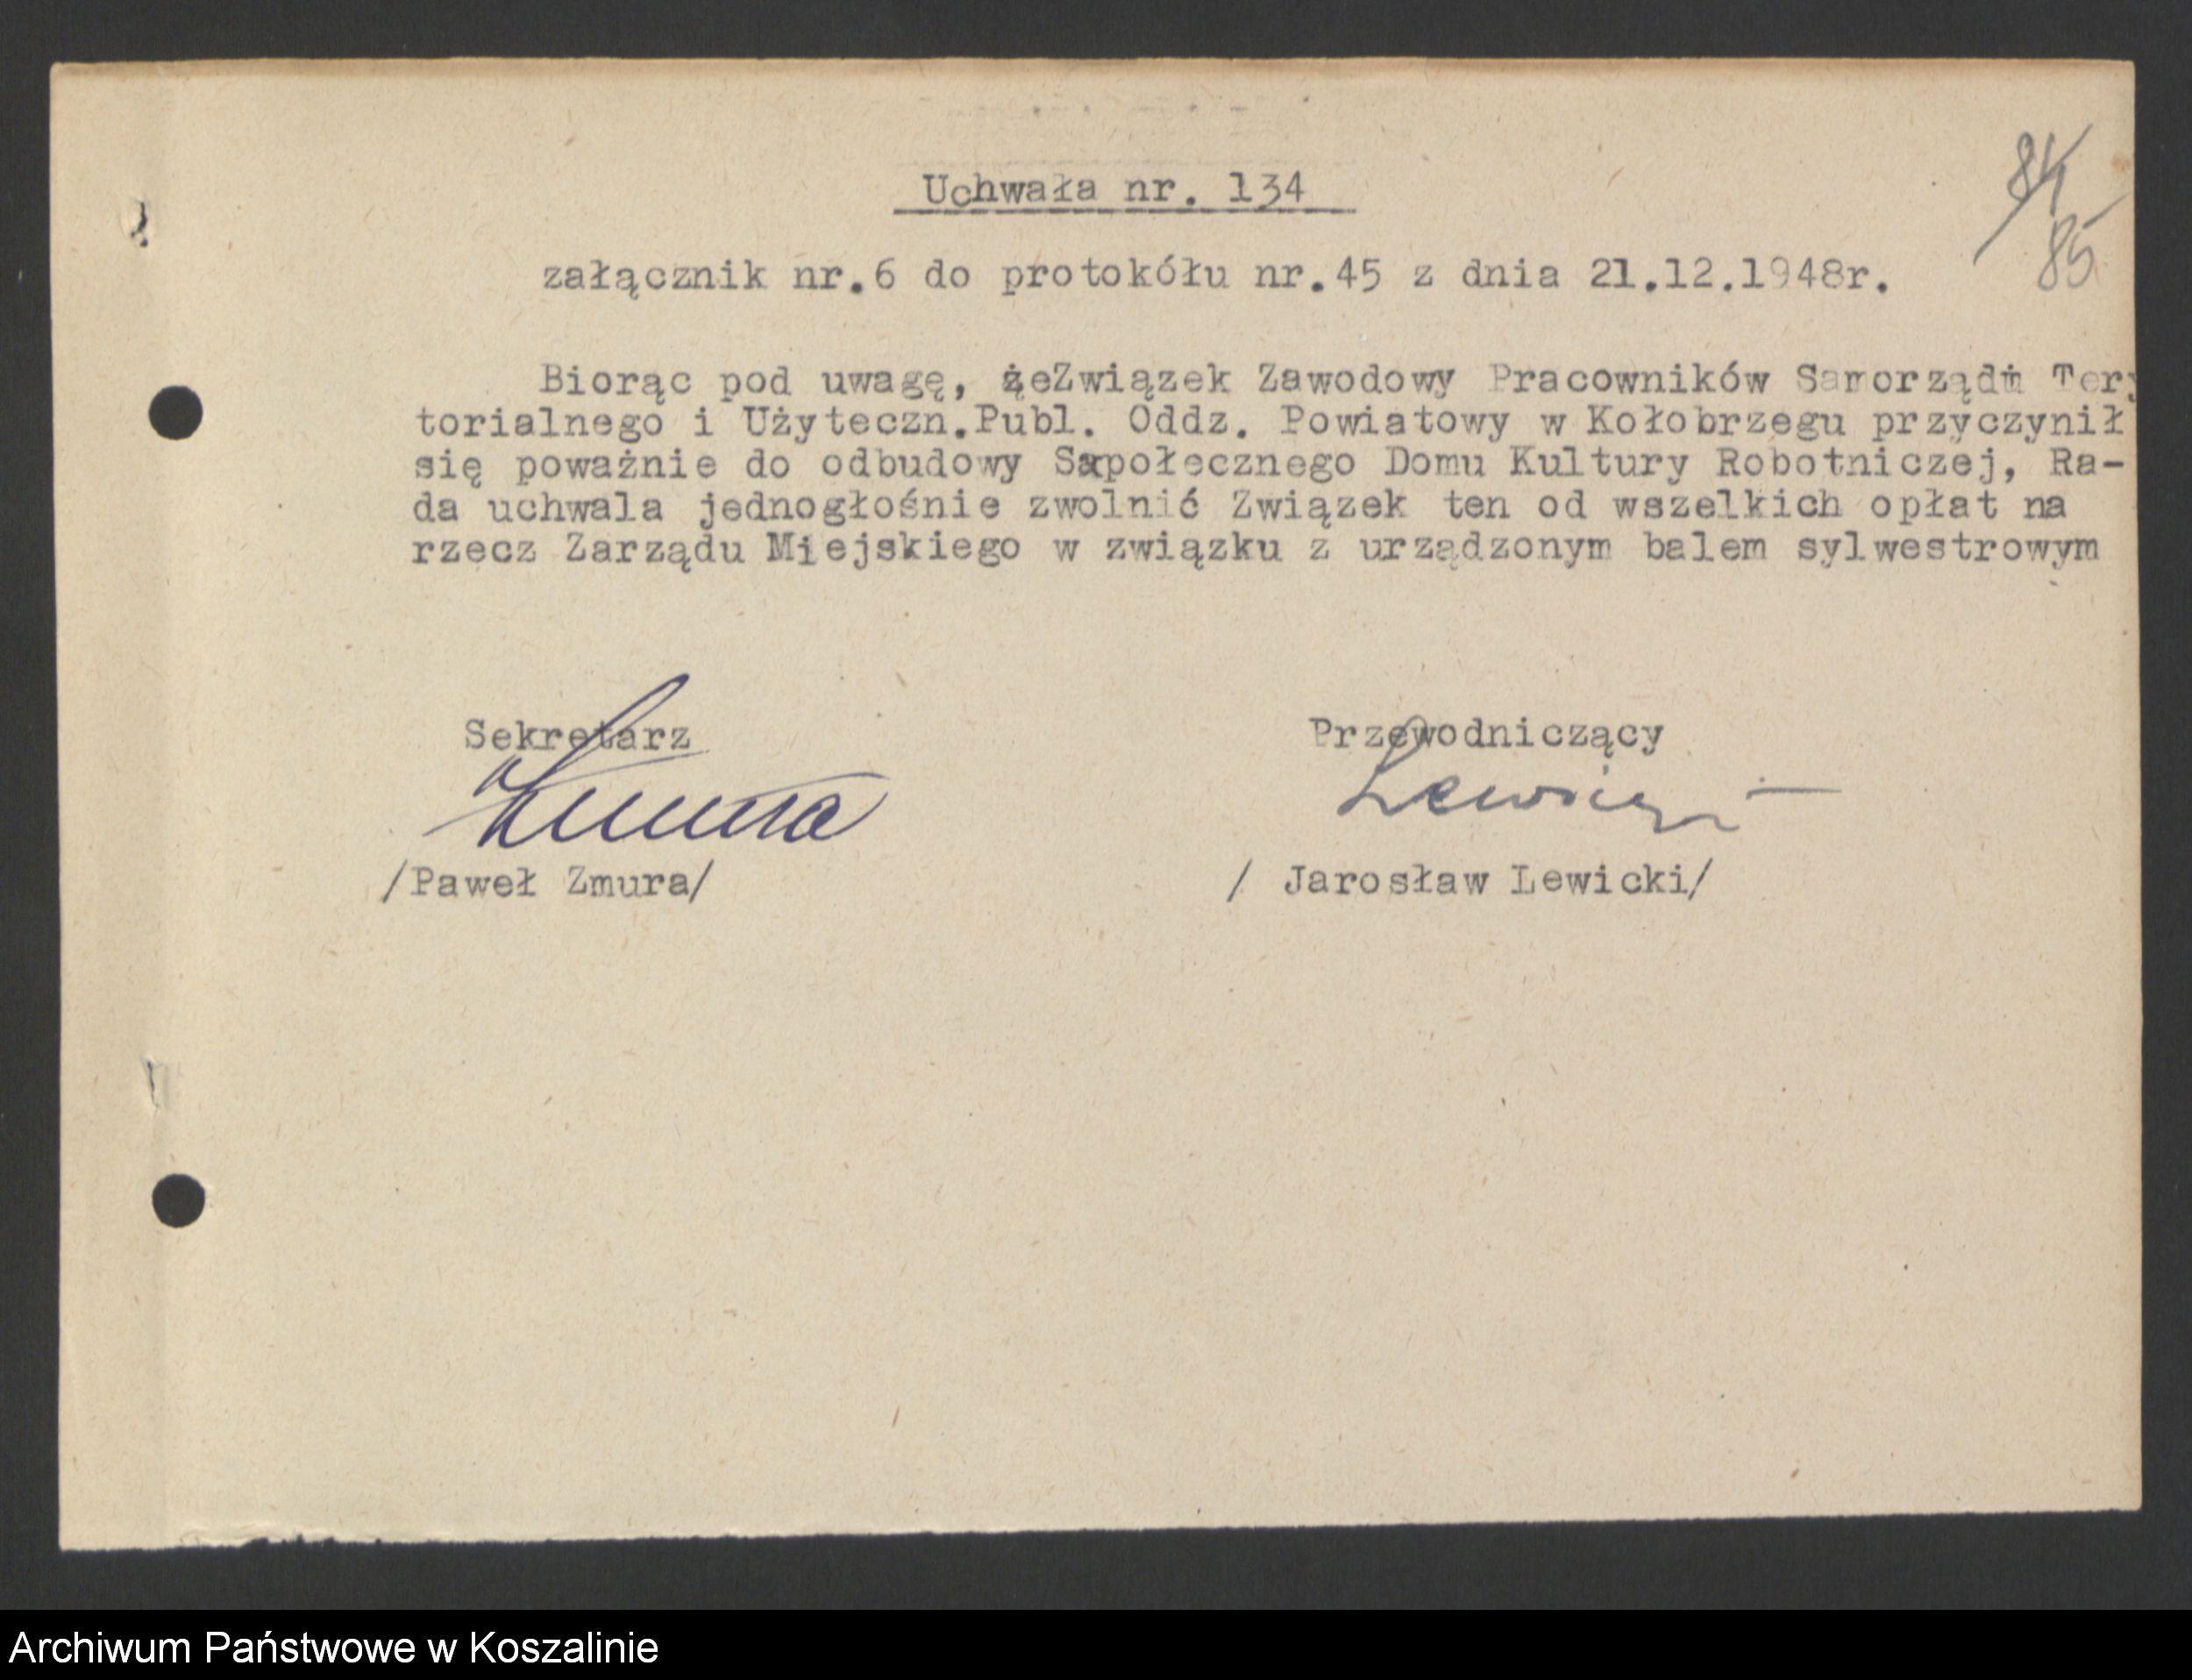 84
85
Uchwała nr. 134
załącznik nr.6 do protokółu nr.45 z dnia 21.12.1948r.
Biorąc pod uwagę, żeZwiązek Zawodowy Pracowników Samorządu Tery
torialnego i Użyteczn.Publ. Oddz. Powiatowy w Kołobrzegu przyczynił
się poważnie do odbudowy Sxpołecznego Domu Kultury Robotniczej, Ra-
da uchwala jednogłośnie zwolnić Związek ten od wszelkich opłat na
rzecz Zarządu Miejskiego w związku z urządzonym balem sylwestrowym
Sekretarz Przewodniczący
Zmura Lewicki
/Paweł Zmura/ / Jarosław Lewicki/
Archiwum Państwowe w Koszalinie